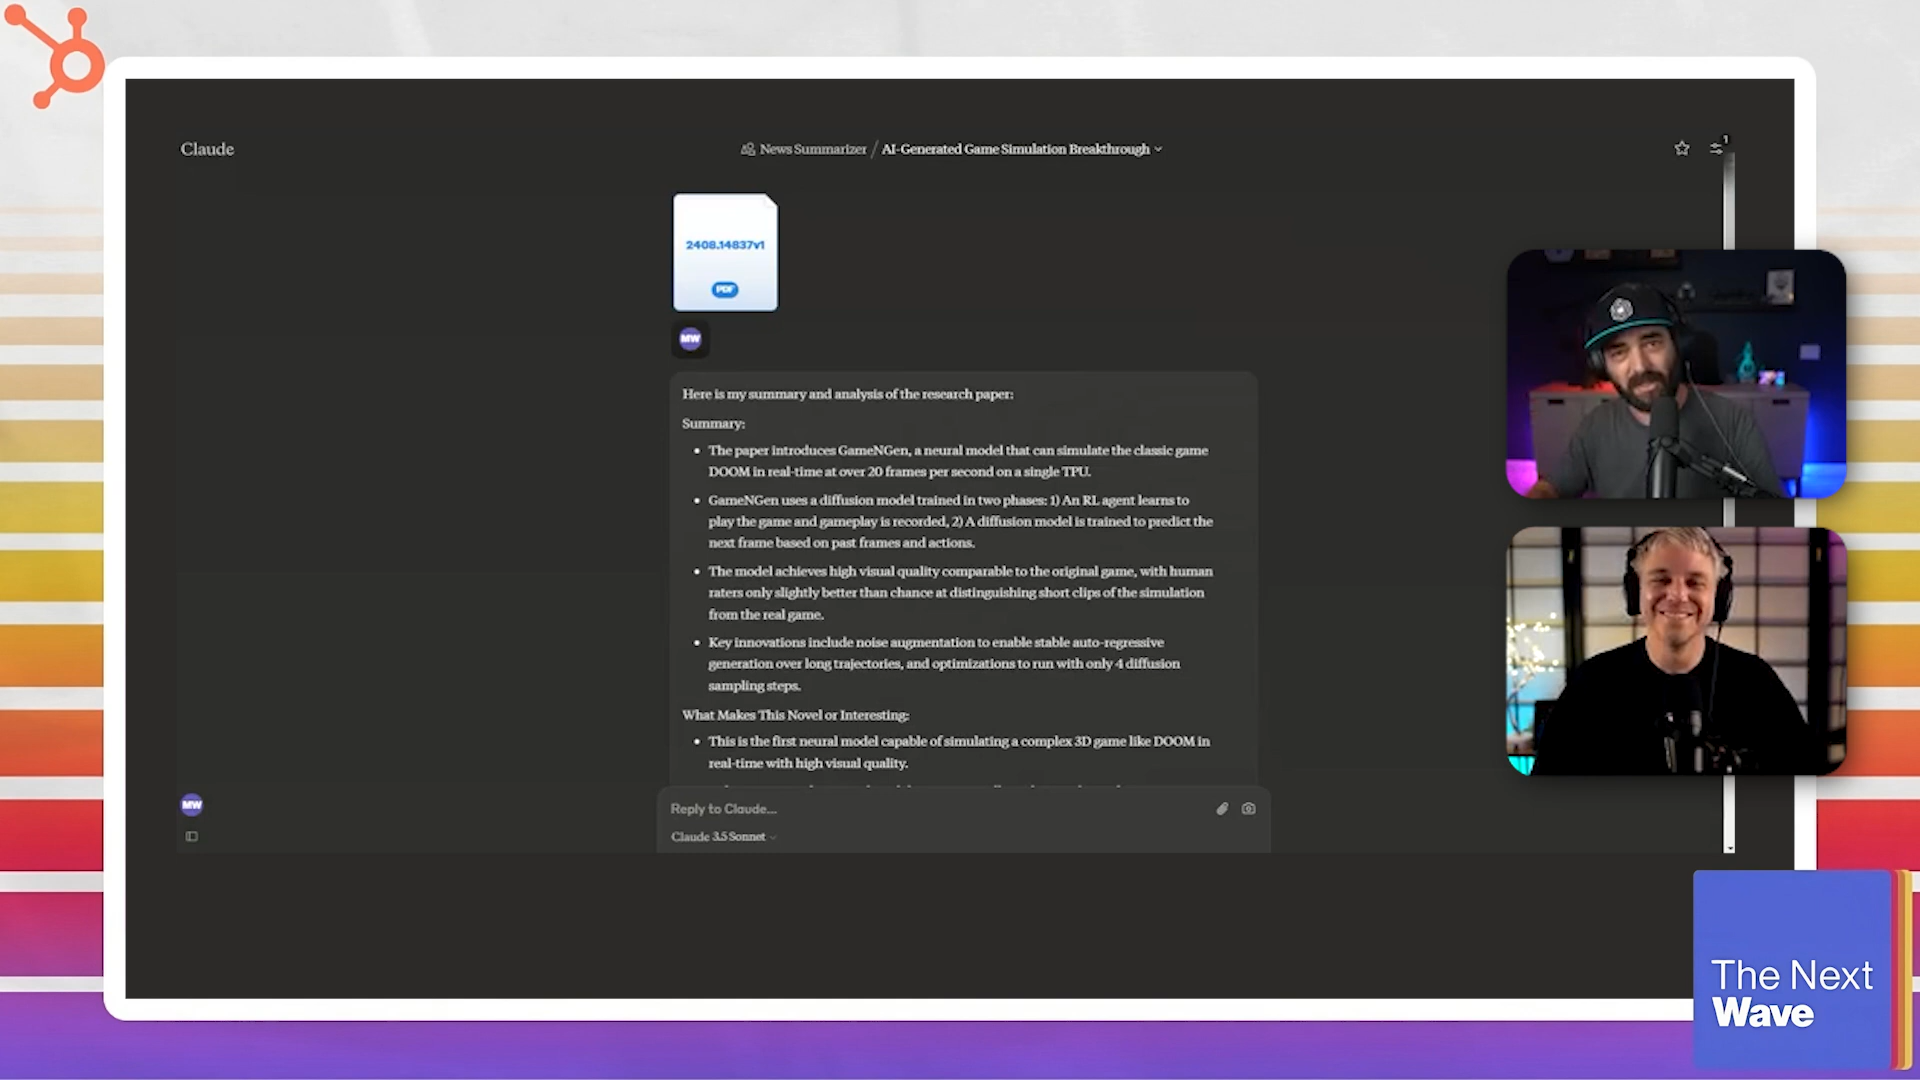 Claude
News Summarizer / AI-Generated Game Simulation Breakthrough
1
2408.14837v1
PDF
MW
Here is my summary and analysis of the research paper:
Summary:
• The paper introduces GameNGen, a neural model that can simulate the classic game
DOOM in real-time at over 20 frames per second on a single TPU.
• GameNGen uses a diffusion model trained in two phases: 1) An RL agent learns to
play the game and gameplay is recorded, 2) A diffusion model is trained to predict the
next frame based on past frames and actions.
• The model achieves high visual quality comparable to the original game, with human
raters only slightly better than chance at distinguishing short clips of the simulation
from the real game.
• Key innovations include noise augmentation to enable stable auto-regressive
generation over long trajectories, and optimizations to run with only 4 diffusion
sampling steps.
What Makes This Novel or Interesting:
• This is the first neural model capable of simulating a complex 3D game like DOOM in
real-time with high visual quality.
MW
Reply to Claude...
Claude 3.5 Sonnet
The Next
Wave